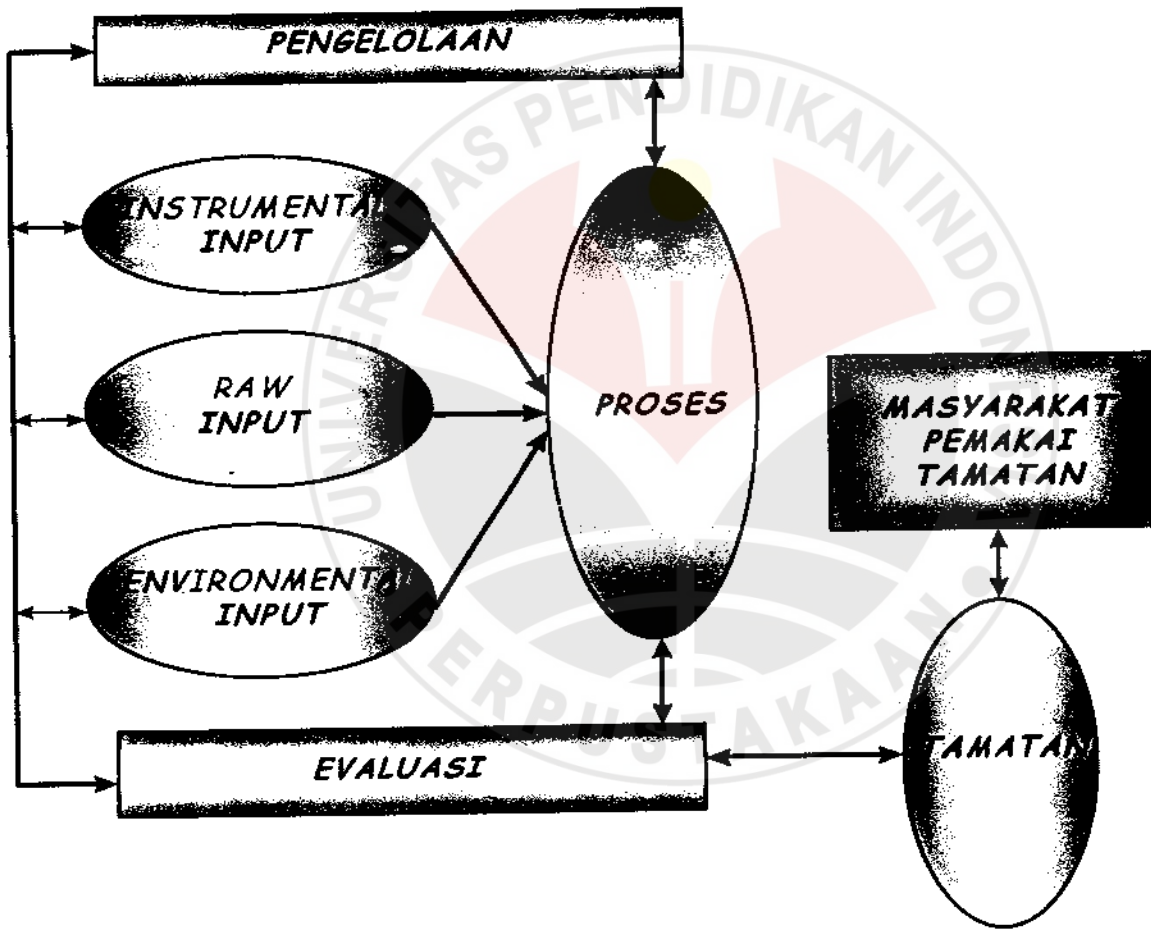 PENGELOLAAN
INSTRUMENTAL
INPUT
RAW
INPUT
ENVIRONMENTAL
INPUT
PROSES
MASYARAKAT
PEMAKAI
TAMATAN
EVALUASI
TAMATAN
UNIVERSITAS PENDIDIKAN INDONESIA
PERPUSTAKAAN